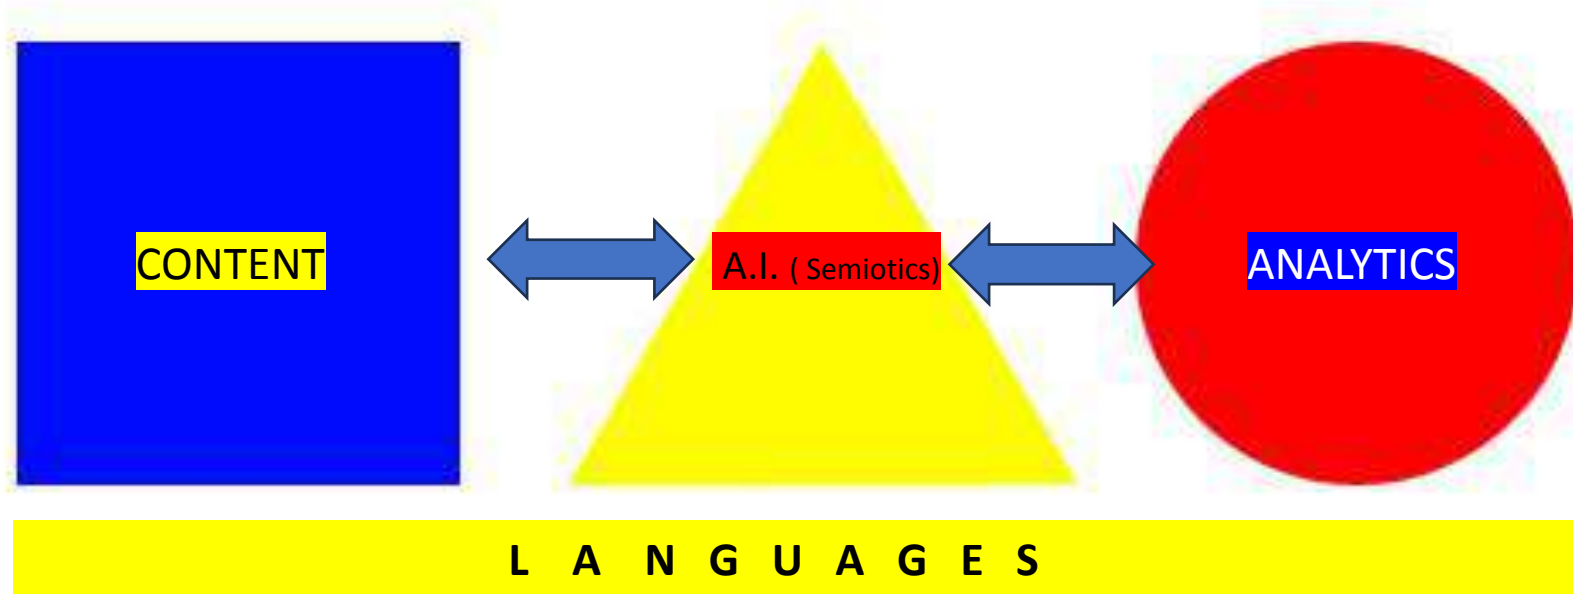 CONTENT
A.I. ( Semiotics)
ANALYTICS
L A N G U A G E S